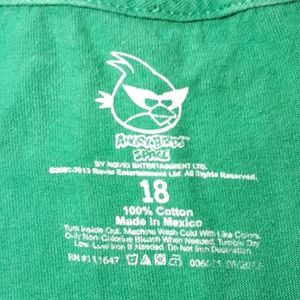 ANGRY BIRDS
SPACE
BY ROVIO ENTERTAINMENT LTD.
©2009-2013 Rovio Entertainment Ltd. All Rights Reserved.
18
100% Cotton
Made in Mexico
Turn Inside Out. Machine Wash Cold With Like Colors.
Only Non-Chlorine Bleach When Needed. Tumble Dry
Low. Low Iron If Needed. Do Not Iron Decoration
RN #111647